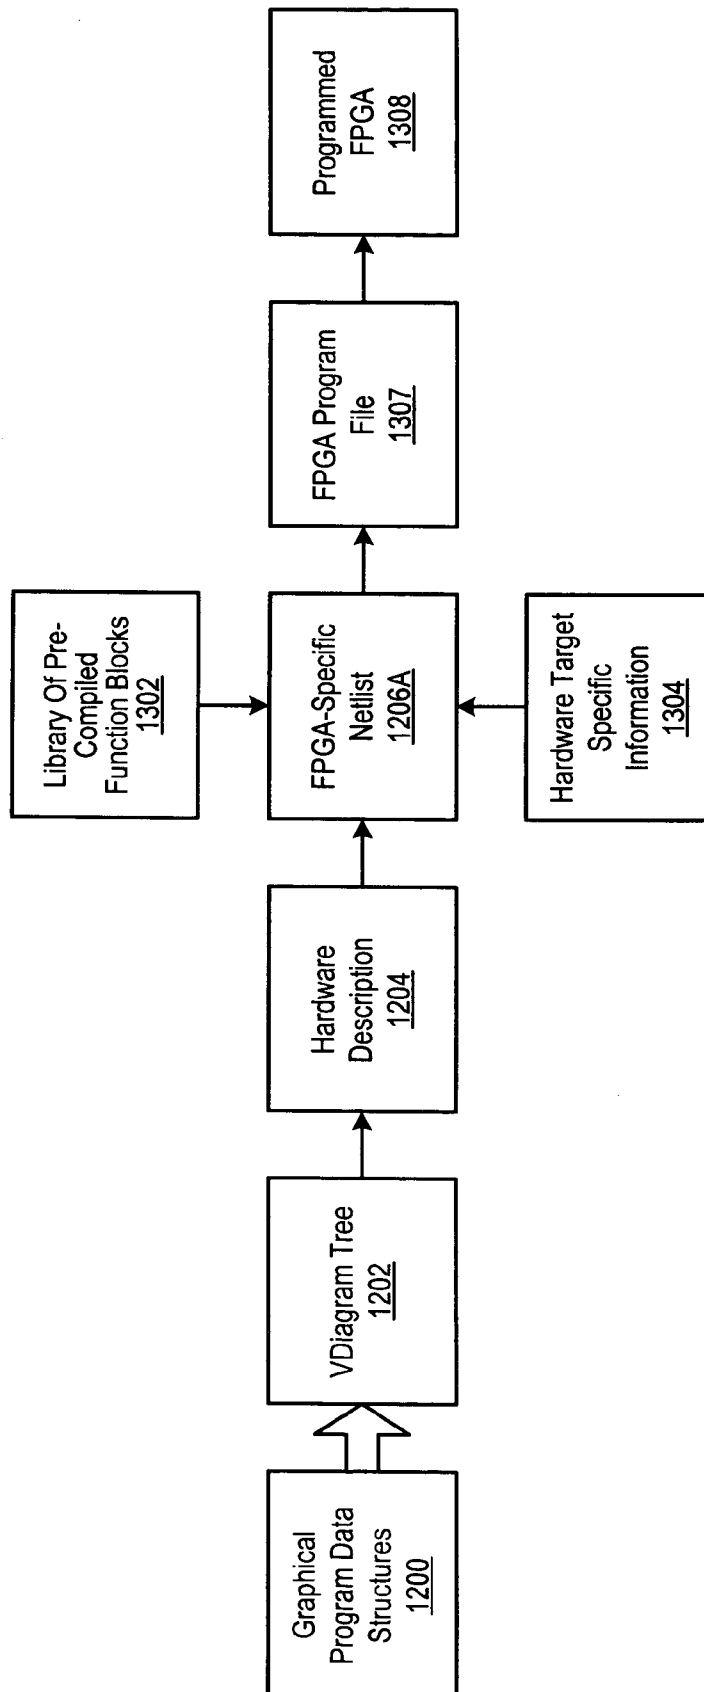 Graphical
Program Data
Structures
1200
VDiagram Tree
1202
Hardware
Description
1204
Library Of Pre-
Compiled
Function Blocks
1302
FPGA-Specific
Netlist
1206A
Hardware Target
Specific
Information
1304
FPGA Program
File
1307
Programmed
FPGA
1308